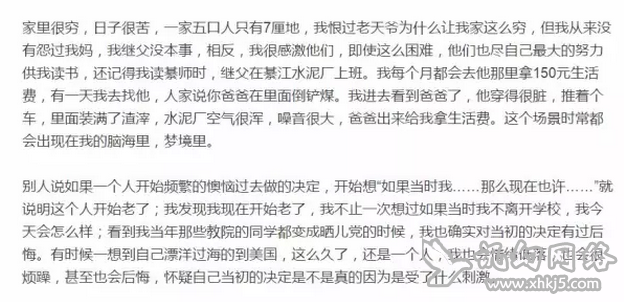 家里很穷，日子很苦，一家五口人只有7厘地，我恨过老天爷为什么让我家这么穷，但我从来没
有怨过我妈，我继父没本事，相反，我很感激他们，即使这么困难，他们也尽自己最大的努力
供我读书，还记得我读綦师时，继父在綦江水泥厂上班。我每个月都会去他那里拿150元生活
费，有一天我去找他，人家说你爸爸在里面倒铲煤。我进去看到爸爸了，他穿得很脏，推着个
车，里面装满了渣滓，水泥厂空气很浑，噪音很大，爸爸出来给我拿生活费。这个场景时常都
会出现在我的脑海里，梦境里。
别人说如果一个人开始频繁的懊恼过去做的决定，开始想“如果当时我……那么现在也许……”就
说明这个人开始老了；我发现我现在开始老了，我不止一次想过如果当时我不离开学校，我今
天会怎么样；看到我当年那些教院的同学都变成晒儿党的时候，我也确实对当初的决定有过后
悔。有时候一想到自己漂洋过海的到美国，这么久了，还是一个人，我也会情绪低落，也会很
烦躁，甚至也会后悔，怀疑自己当初的决定是不是真的因为是受了什么刺激
www.xhkj5.com